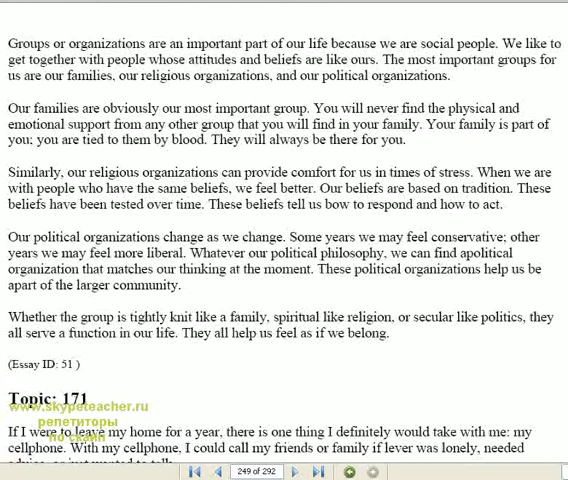 Groups or organizations are an important part of our life because we are social people. We like to
get together with people whose attitudes and beliefs are like ours. The most important groups for
us are our families, our religious organizations, and our political organizations.
Our families are obviously our most important group. You will never find the physical and
emotional support from any other group that you will find in your family. Your family is part of
you; you are tied to them by blood. They will always be there for you.
Similarly, our religious organizations can provide comfort for us in times of stress. When we are
with people who have the same beliefs, we feel better. Our beliefs are based on tradition. These
beliefs have been tested over time. These beliefs tell us bow to respond and how to act.
Our political organizations change as we change. Some years we may feel conservative; other
years we may feel more liberal. Whatever our political philosophy, we can find apolitical
organization that matches our thinking at the moment. These political organizations help us be
apart of the larger community.
Whether the group is tightly knit like a family, spiritual like religion, or secular like politics, they
all serve a function in our life. They all help us feel as if we belong.
(Essay ID: 51 )
Topic: 171
www.skypeteacher.ru
репетиторы
по скайп
If I were to leave my home for a year, there is one thing I definitely would take with me: my
cellphone. With my cellphone, I could call my friends or family if lever was lonely, needed
advice, or just wanted to talk.
249 of 292